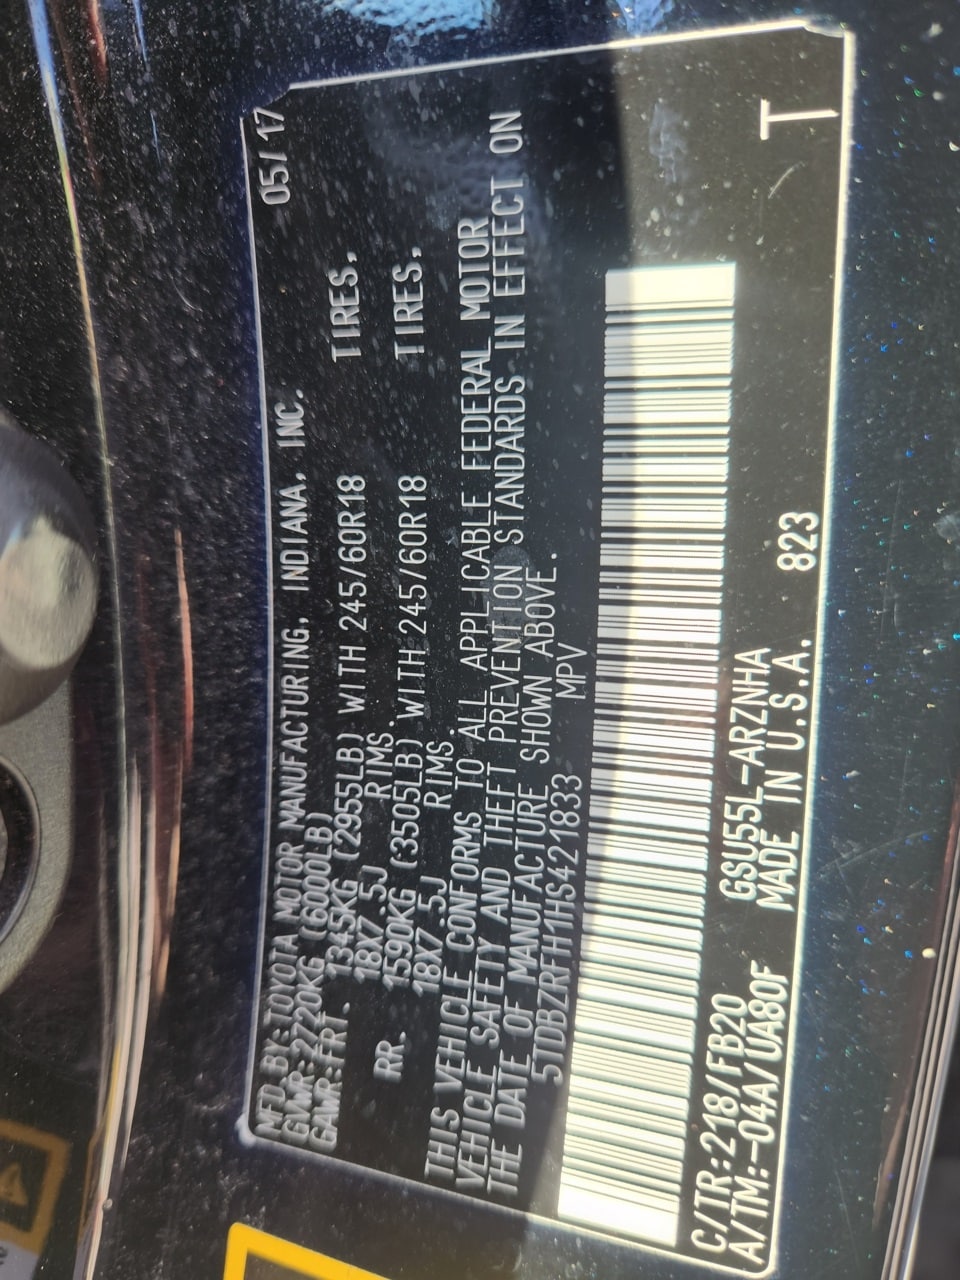 05/17
MFD.BY:TOYOTA MOTOR MANUFACTURING, INDIANA, INC.
GVWR:2720KG (6000LB)
GAWR:FRT. 1345KG (2955LB) WITH 245/60R18 TIRES,
18X7.5J RIMS.
RR. 1590KG (3505LB) WITH 245/60R18 TIRES,
18X7.5J RIMS.
THIS VEHICLE CONFORMS TO ALL APPLICABLE FEDERAL MOTOR
VEHICLE SAFETY AND THEFT PREVENTION STANDARDS IN EFFECT ON
THE DATE OF MANUFACTURE SHOWN ABOVE.
5TDBZRFH1HS421833 MPV
C/TR:218/FB20 GSU55L-ARZNHA
A/TM:-04A/UA80F MADE IN U.S.A. 823
T